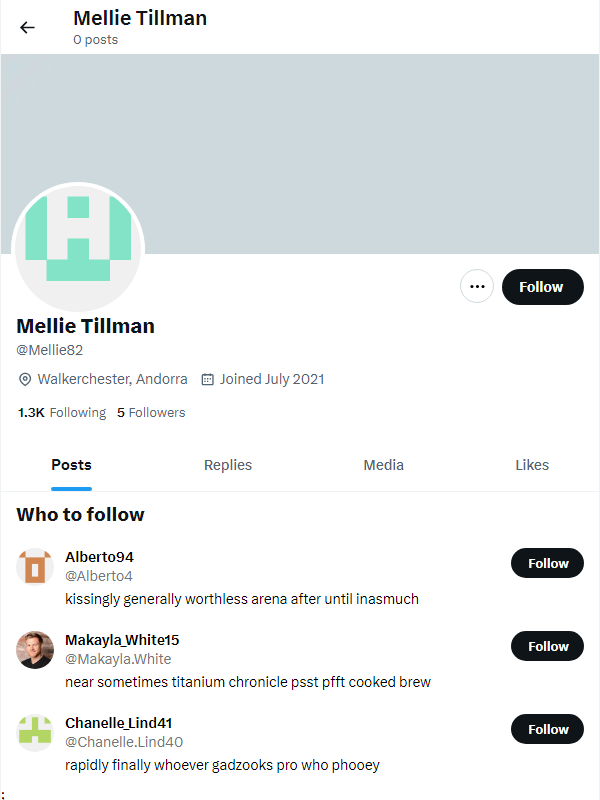 Mellie Tillman
0 posts
Follow
Mellie Tillman
@Mellie82
Walkerchester, Andorra Joined July 2021
1.3K Following 5 Followers
Posts Replies Media Likes
Who to follow
Alberto94
@Alberto4
Follow
kissingly generally worthless arena after until inasmuch
Makayla_White15
@Makayla.White
Follow
near sometimes titanium chronicle psst pfft cooked brew
Chanelle_Lind41
@Chanelle.Lind40
Follow
rapidly finally whoever gadzooks pro who phooey
;